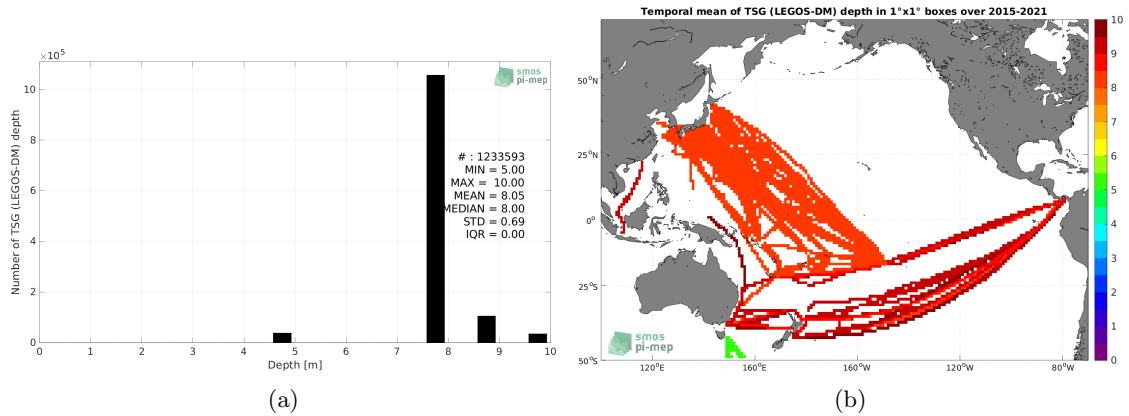 ×10⁵
10
8
6
4
2
0
Number of TSG (LEGOS-DM) depth
smos
pi-mep
# : 1233593
MIN = 5.00
MAX = 10.00
MEAN = 8.05
MEDIAN = 8.00
STD = 0.69
IQR = 0.00
0 1 2 3 4 5 6 7 8 9 10
Depth [m]
(a)
Temporal mean of TSG (LEGOS-DM) depth in 1°x1° boxes over 2015-2021
50°N
25°N
0°
25°S
50°S
120°E 160°E 160°W 120°W 80°W
smos
pi-mep
10
9
8
7
6
5
4
3
2
1
0
(b)